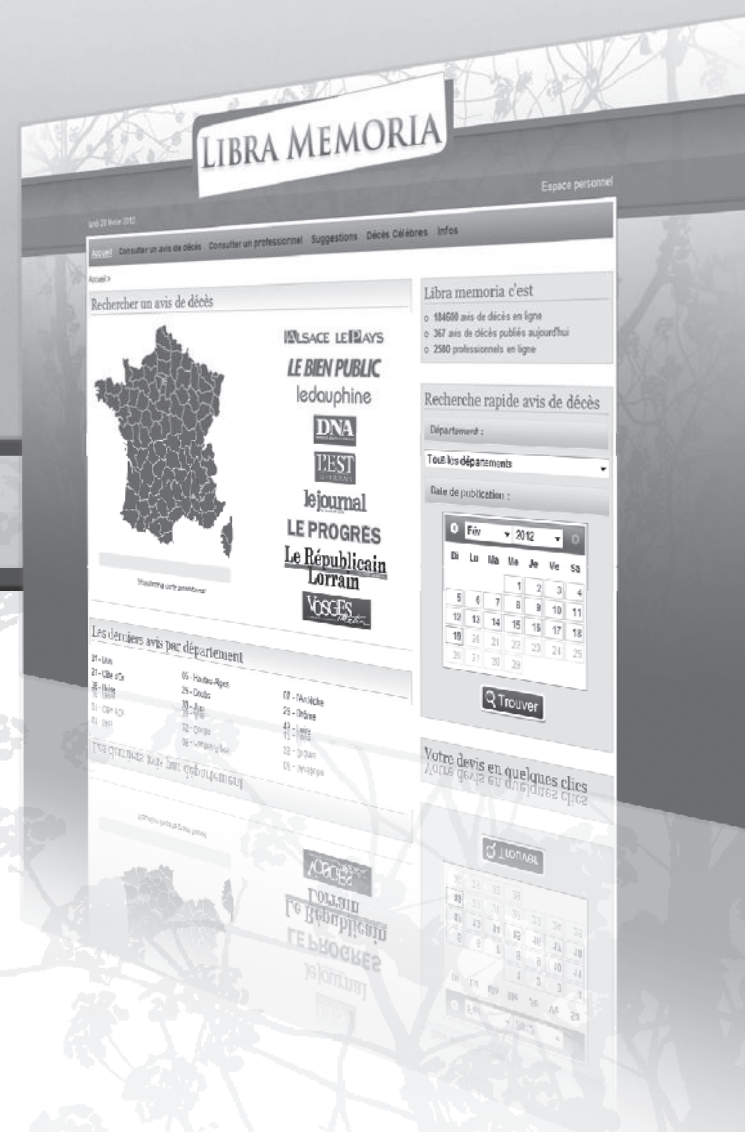 LIBRA MEMORIA
Espace personnel
lundi 20 février 2012
Accueil Consulter un avis de décès Consulter un professionnel Suggestions Décès Célèbres Infos
Accueil >
Rechercher un avis de décès
ALSACE LE PAYS
LE BIEN PUBLIC
ledauphine
DNA
L'EST
lejournal
LE PROGRÈS
Le Républicain
Lorrain
VOSGES
Matin
Les derniers avis par département
21 - Côte d'Or
05 - Hautes-Alpes
25 - Doubs
07 - l'Ardèche
26 - Drôme
Libra memoria c'est
o 184600 avis de décès en ligne
o 367 avis de décès publiés aujourd'hui
o 2580 professionnels en ligne
Recherche rapide avis de décès
Département :
Tous les départements
Date de publication :
Fév 2012
Di Lu Ma Me Je Ve Sa
1 2 3 4
5 6 7 8 9 10 11
12 13 14 15 16 17 18
19 20 21 22 23 24 25
26 27 28 29
Trouver
Votre devis en quelques clics